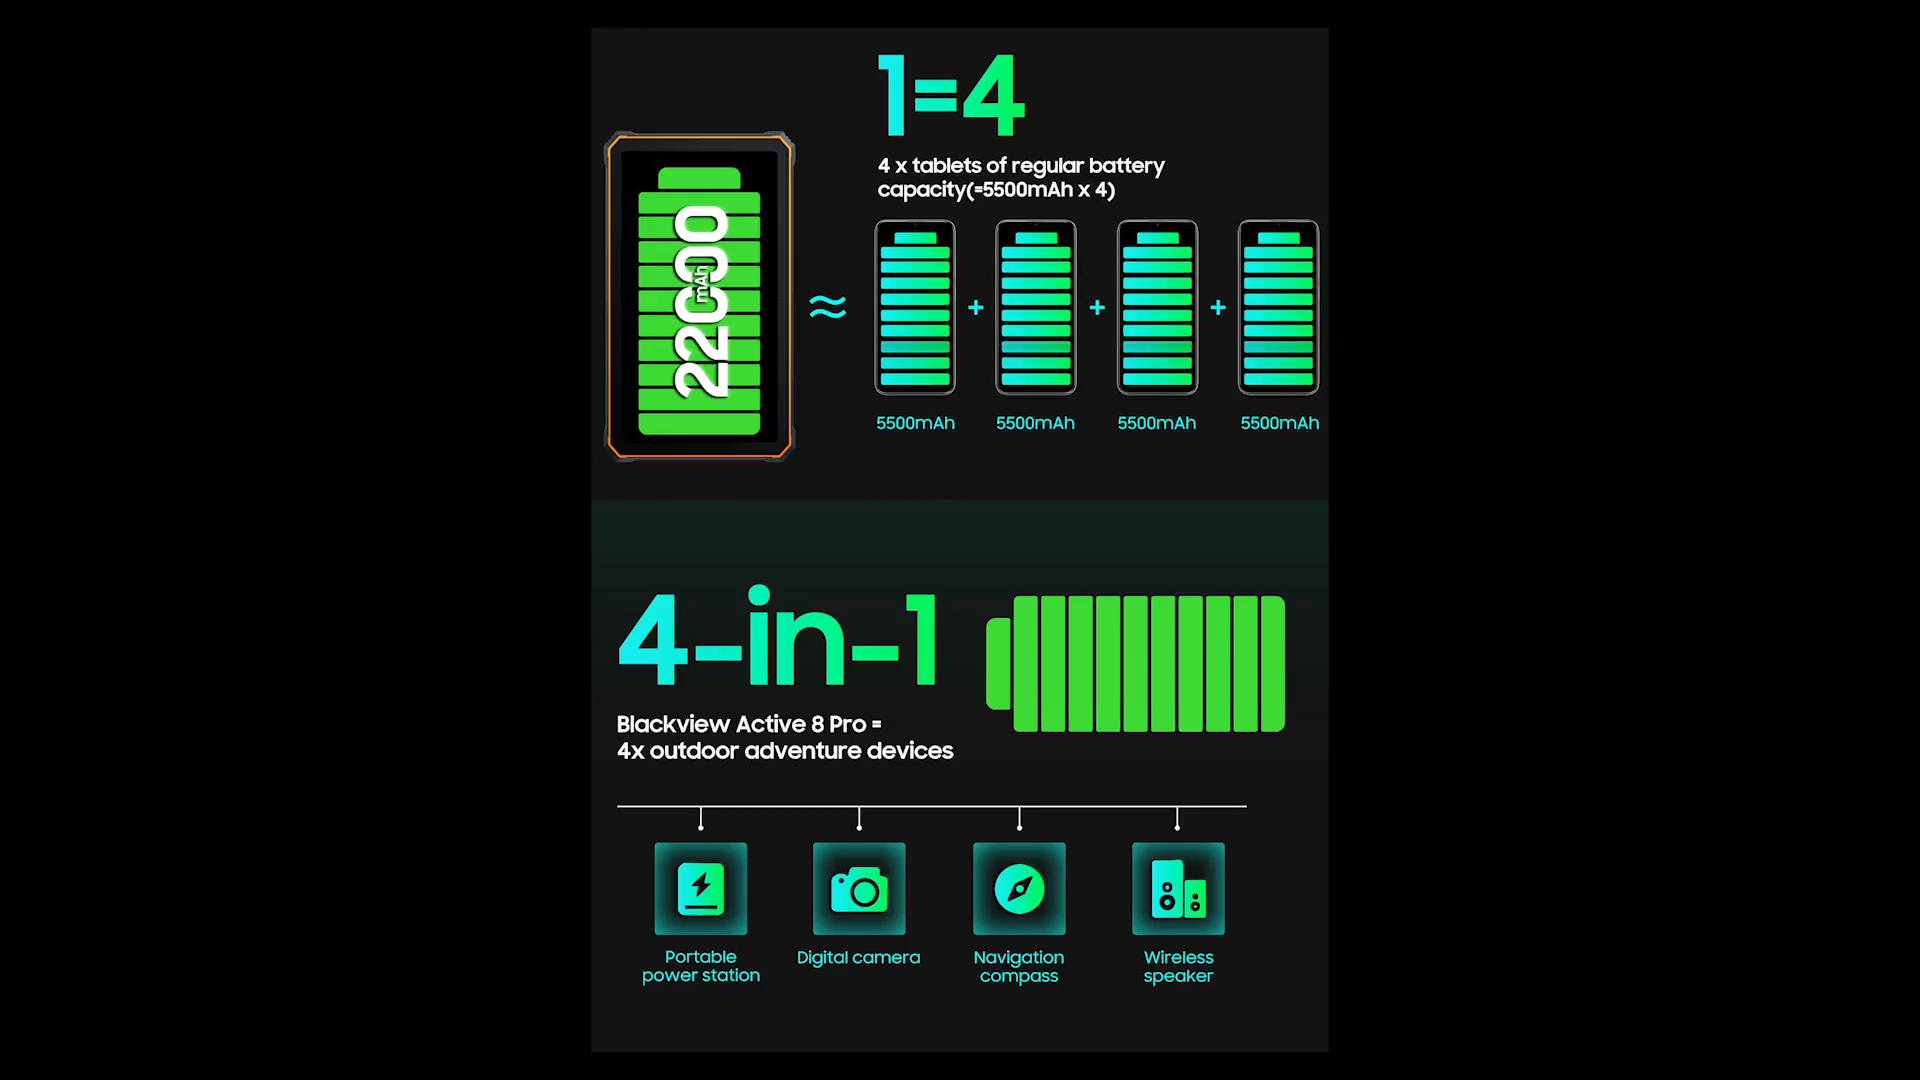 1=4
4 x tablets of regular battery
capacity(=5500mAh x 4)
22000
mAh
≈
+
+
+
5500mAh
5500mAh
5500mAh
5500mAh
4-in-1
Blackview Active 8 Pro =
4x outdoor adventure devices
Portable
power station
Digital camera
Navigation
compass
Wireless
speaker